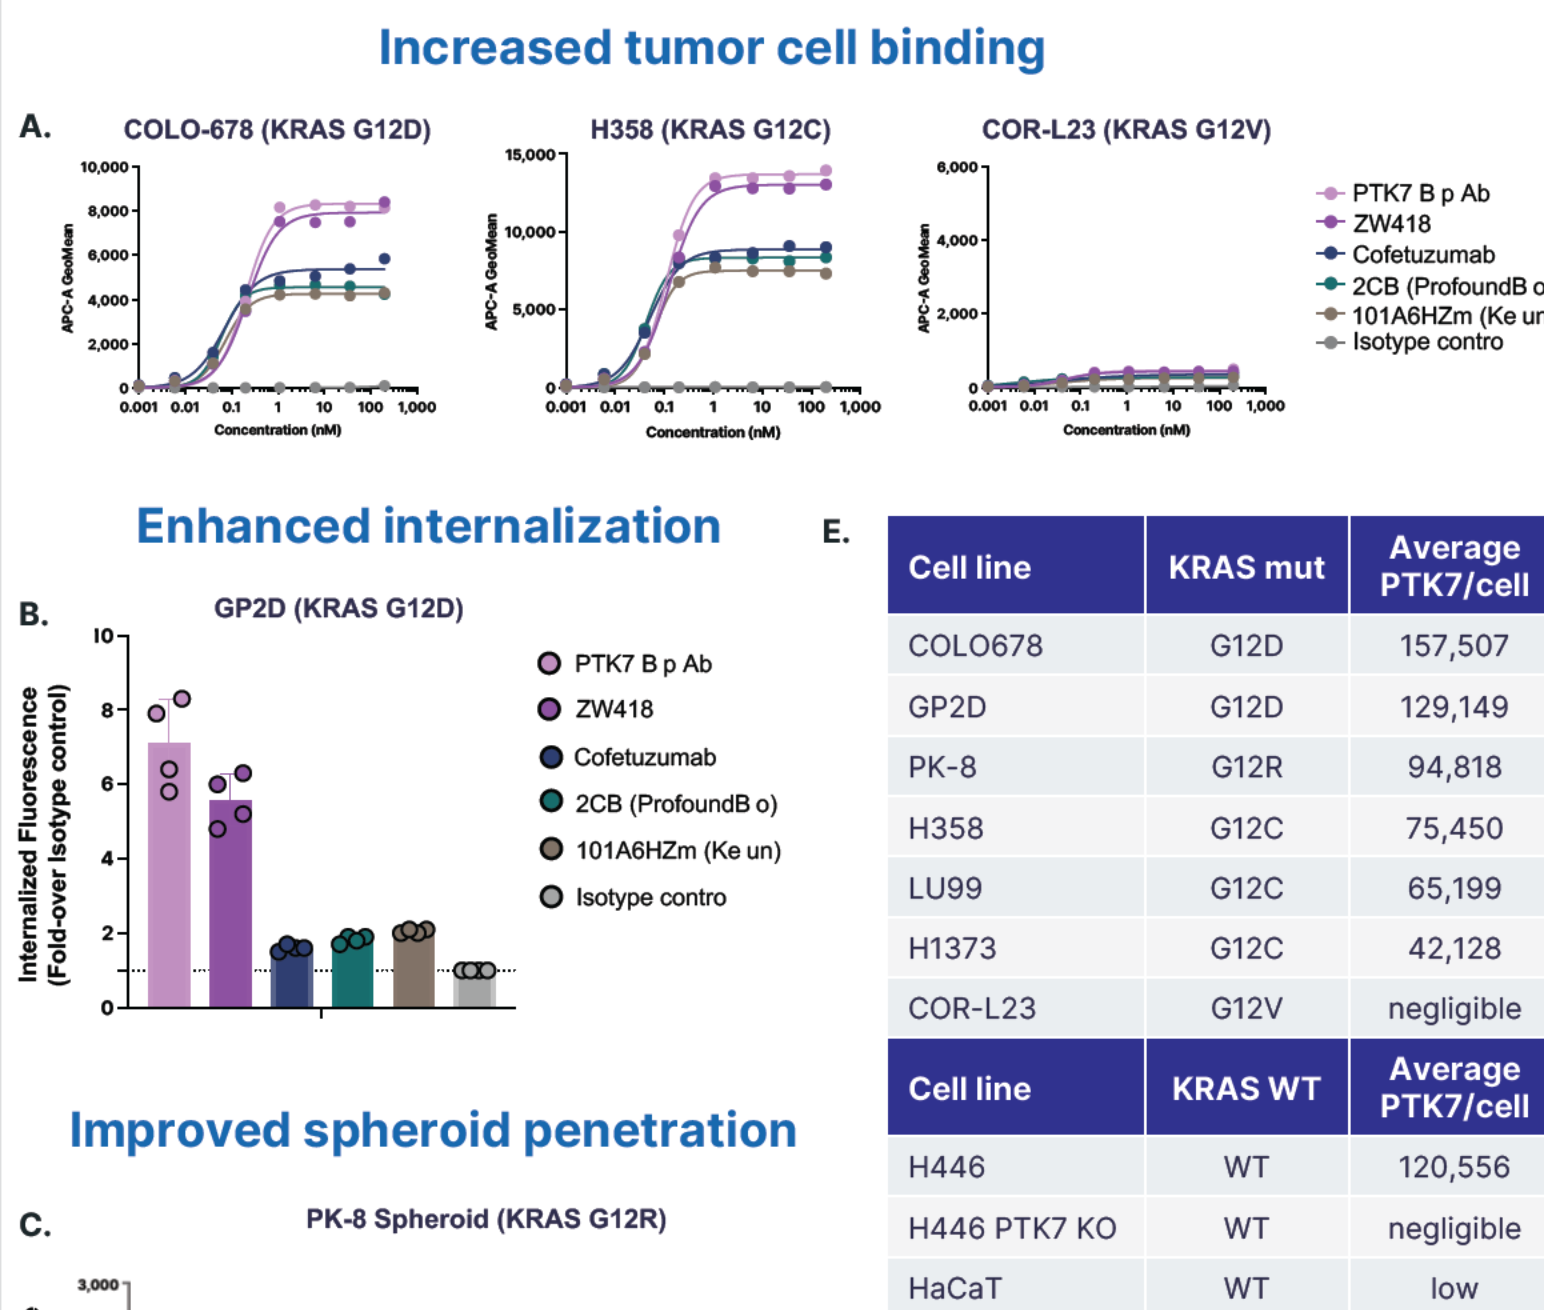 Increased tumor cell binding
A.
COLO-678 (KRAS G12D)
10,000
8,000
6,000
4,000
2,000
0
APC-A GeoMean
0.001 0.01 0.1 1 10 100 1,000
Concentration (nM)
H358 (KRAS G12C)
15,000
10,000
5,000
0
APC-A GeoMean
0.001 0.01 0.1 1 10 100 1,000
Concentration (nM)
COR-L23 (KRAS G12V)
6,000
4,000
2,000
0
APC-A GeoMean
0.001 0.01 0.1 1 10 100 1,000
Concentration (nM)
PTK7 B p Ab
ZW418
Cofetuzumab
2CB (ProfoundB o
101A6HZm (Ke un
Isotype contro
Enhanced internalization
B.
GP2D (KRAS G12D)
10
8
6
4
2
0
Internalized Fluorescence
(Fold-over Isotype control)
PTK7 B p Ab
ZW418
Cofetuzumab
2CB (ProfoundB o)
101A6HZm (Ke un)
Isotype contro
Improved spheroid penetration
C.
PK-8 Spheroid (KRAS G12R)
3,000
E.
Cell line KRAS mut Average PTK7/cell
COLO678 G12D 157,507
GP2D G12D 129,149
PK-8 G12R 94,818
H358 G12C 75,450
LU99 G12C 65,199
H1373 G12C 42,128
COR-L23 G12V negligible
Cell line KRAS WT Average PTK7/cell
H446 WT 120,556
H446 PTK7 KO WT negligible
HaCaT WT low